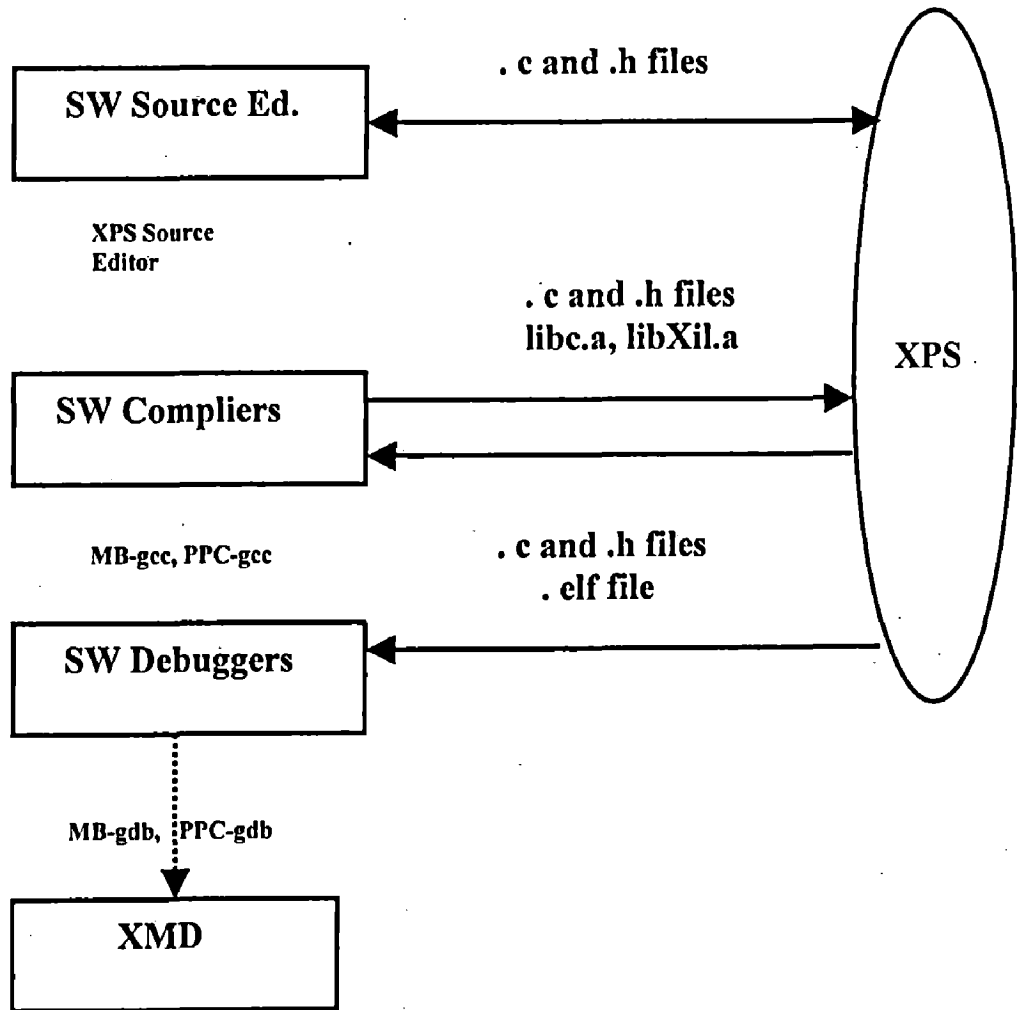 . c and .h files
SW Source Ed.
XPS Source
Editor
. c and .h files
libc.a, libXil.a
XPS
SW Compliers
MB-gcc, PPC-gcc
. c and .h files
. elf file
SW Debuggers
MB-gdb, PPC-gdb
XMD